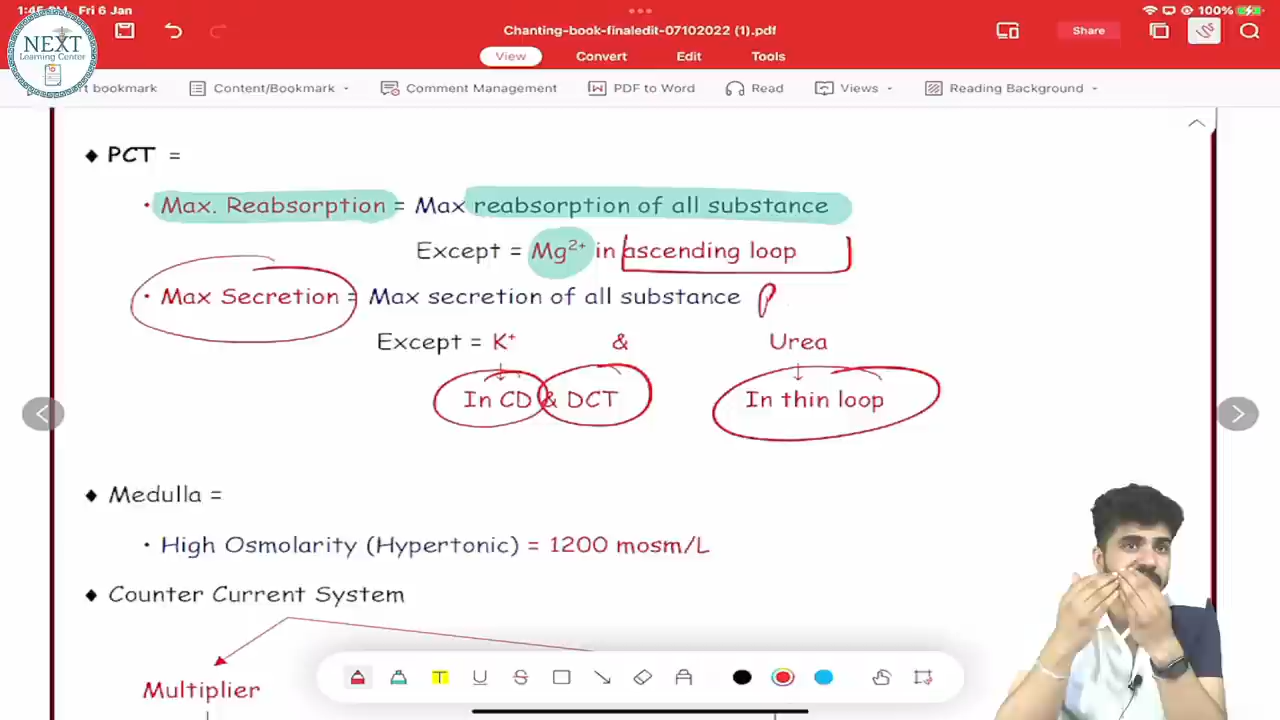 Fri 6 Jan
100%
NEXT
Learning Center
Chanting-book-finaledit-07102022 (1).pdf
Share
View Convert Edit Tools
bookmark Content/Bookmark Comment Management PDF to Word Read Views Reading Background
◆ PCT =
• Max. Reabsorption = Max reabsorption of all substance
Except = Mg²⁺ in ascending loop
• Max Secretion = Max secretion of all substance P
Except = K⁺ & Urea
In CD & DCT In thin loop
◆ Medulla =
• High Osmolarity (Hypertonic) = 1200 mosm/L
◆ Counter Current System
Multiplier